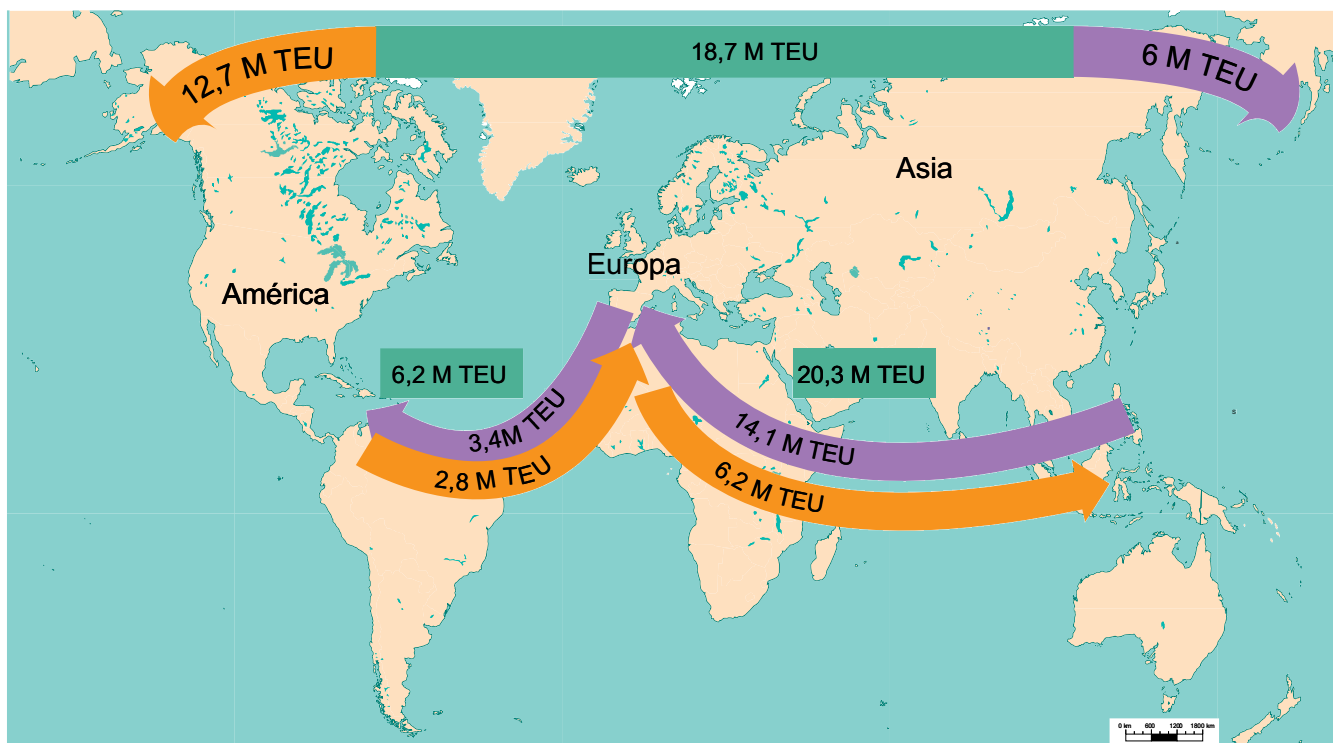 12,7 M TEU
18,7 M TEU
6 M TEU
Asia
Europa
América
6,2 M TEU
20,3 M TEU
3,4M TEU
14,1 M TEU
2,8 M TEU
6,2 M TEU
0 km 600 1200 1800 km